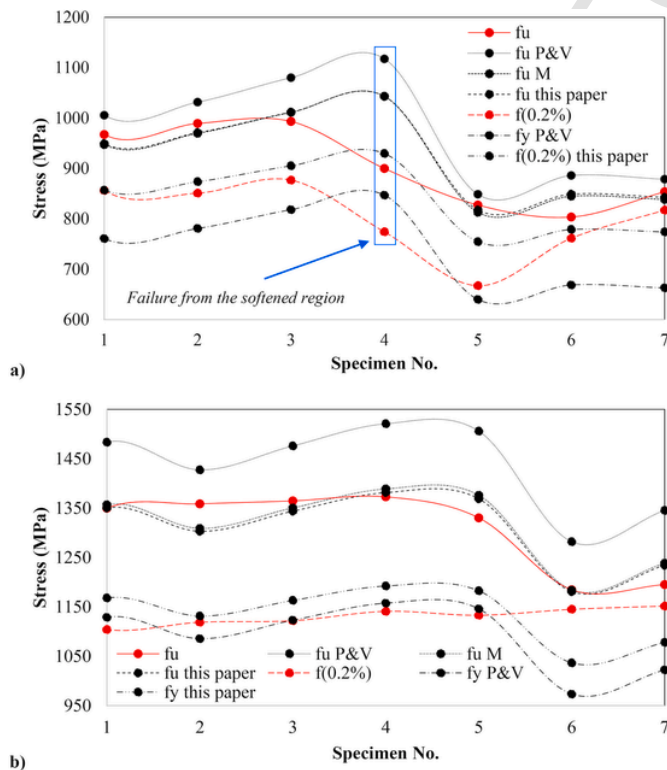 1200
1100
1000
900
800
700
600
Stress (MPa)
fu
fu P&V
fu M
fu this paper
f(0.2%)
fy P&V
f(0.2%) this paper
Failure from the softened region
1 2 3 4 5 6 7
Specimen No.
a)
1550
1450
1350
1250
1150
1050
950
Stress (MPa)
fu fu P&V fu M
fu this paper f(0.2%) fy P&V
fy this paper
1 2 3 4 5 6 7
Specimen No.
b)